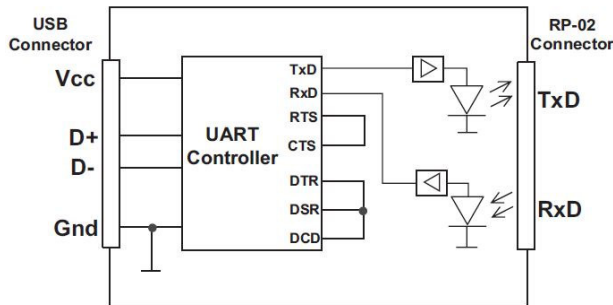 USB
Connector
RP-02
Connector
Vcc
D+
D-
Gnd
UART
Controller
TxD
RxD
RTS
CTS
DTR
DSR
DCD
TxD
RxD